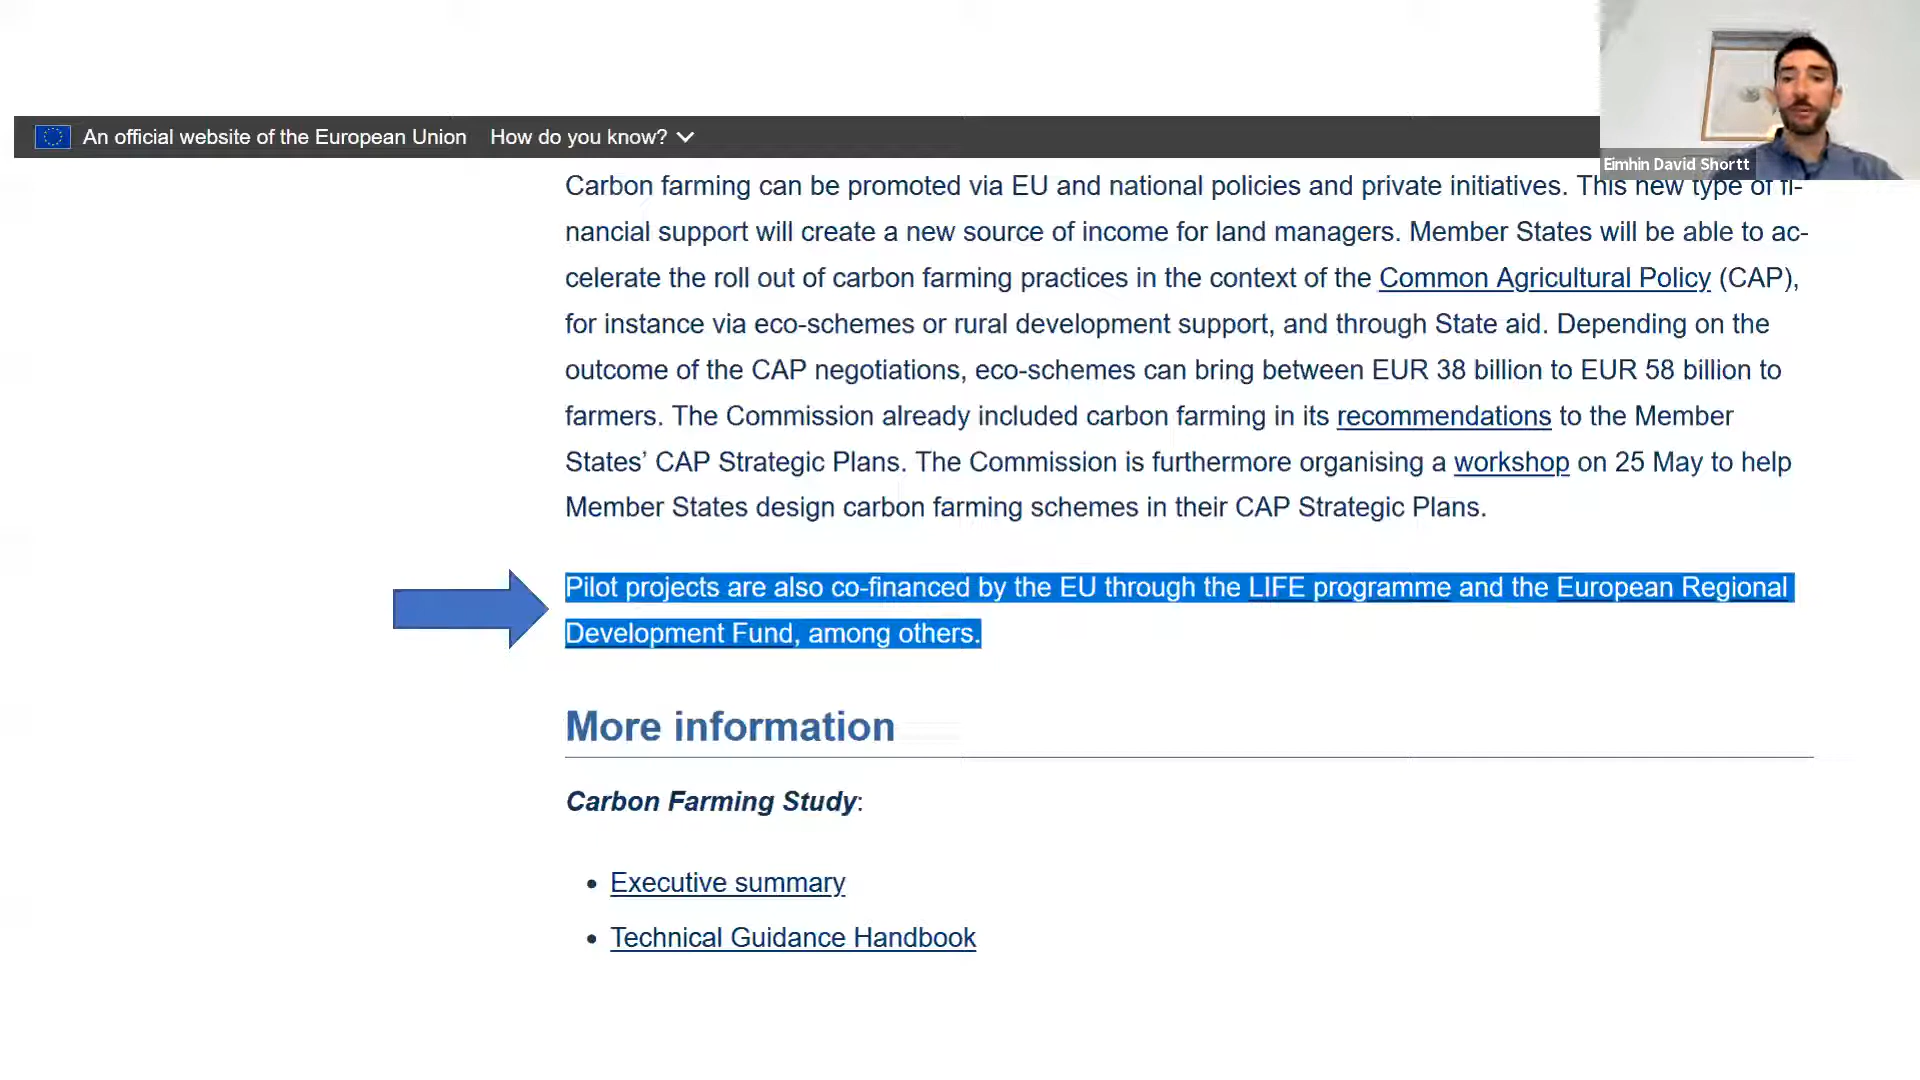 An official website of the European Union How do you know?
Eimhin David Shortt
Carbon farming can be promoted via EU and national policies and private initiatives. This new type of fi-
nancial support will create a new source of income for land managers. Member States will be able to ac-
celerate the roll out of carbon farming practices in the context of the Common Agricultural Policy (CAP),
for instance via eco-schemes or rural development support, and through State aid. Depending on the
outcome of the CAP negotiations, eco-schemes can bring between EUR 38 billion to EUR 58 billion to
farmers. The Commission already included carbon farming in its recommendations to the Member
States’ CAP Strategic Plans. The Commission is furthermore organising a workshop on 25 May to help
Member States design carbon farming schemes in their CAP Strategic Plans.
Pilot projects are also co-financed by the EU through the LIFE programme and the European Regional
Development Fund, among others.
More information
Carbon Farming Study:
• Executive summary
• Technical Guidance Handbook